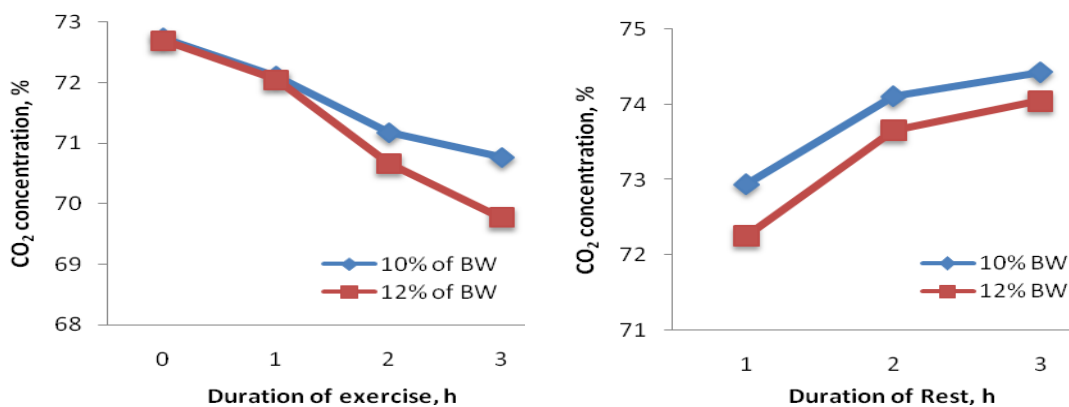 CO₂ concentration, %
73
72
71
70
69
68
10% of BW
12% of BW
0 1 2 3
Duration of exercise, h
CO₂ concentration, %
75
74
73
72
71
10% BW
12% BW
1 2 3
Duration of Rest, h